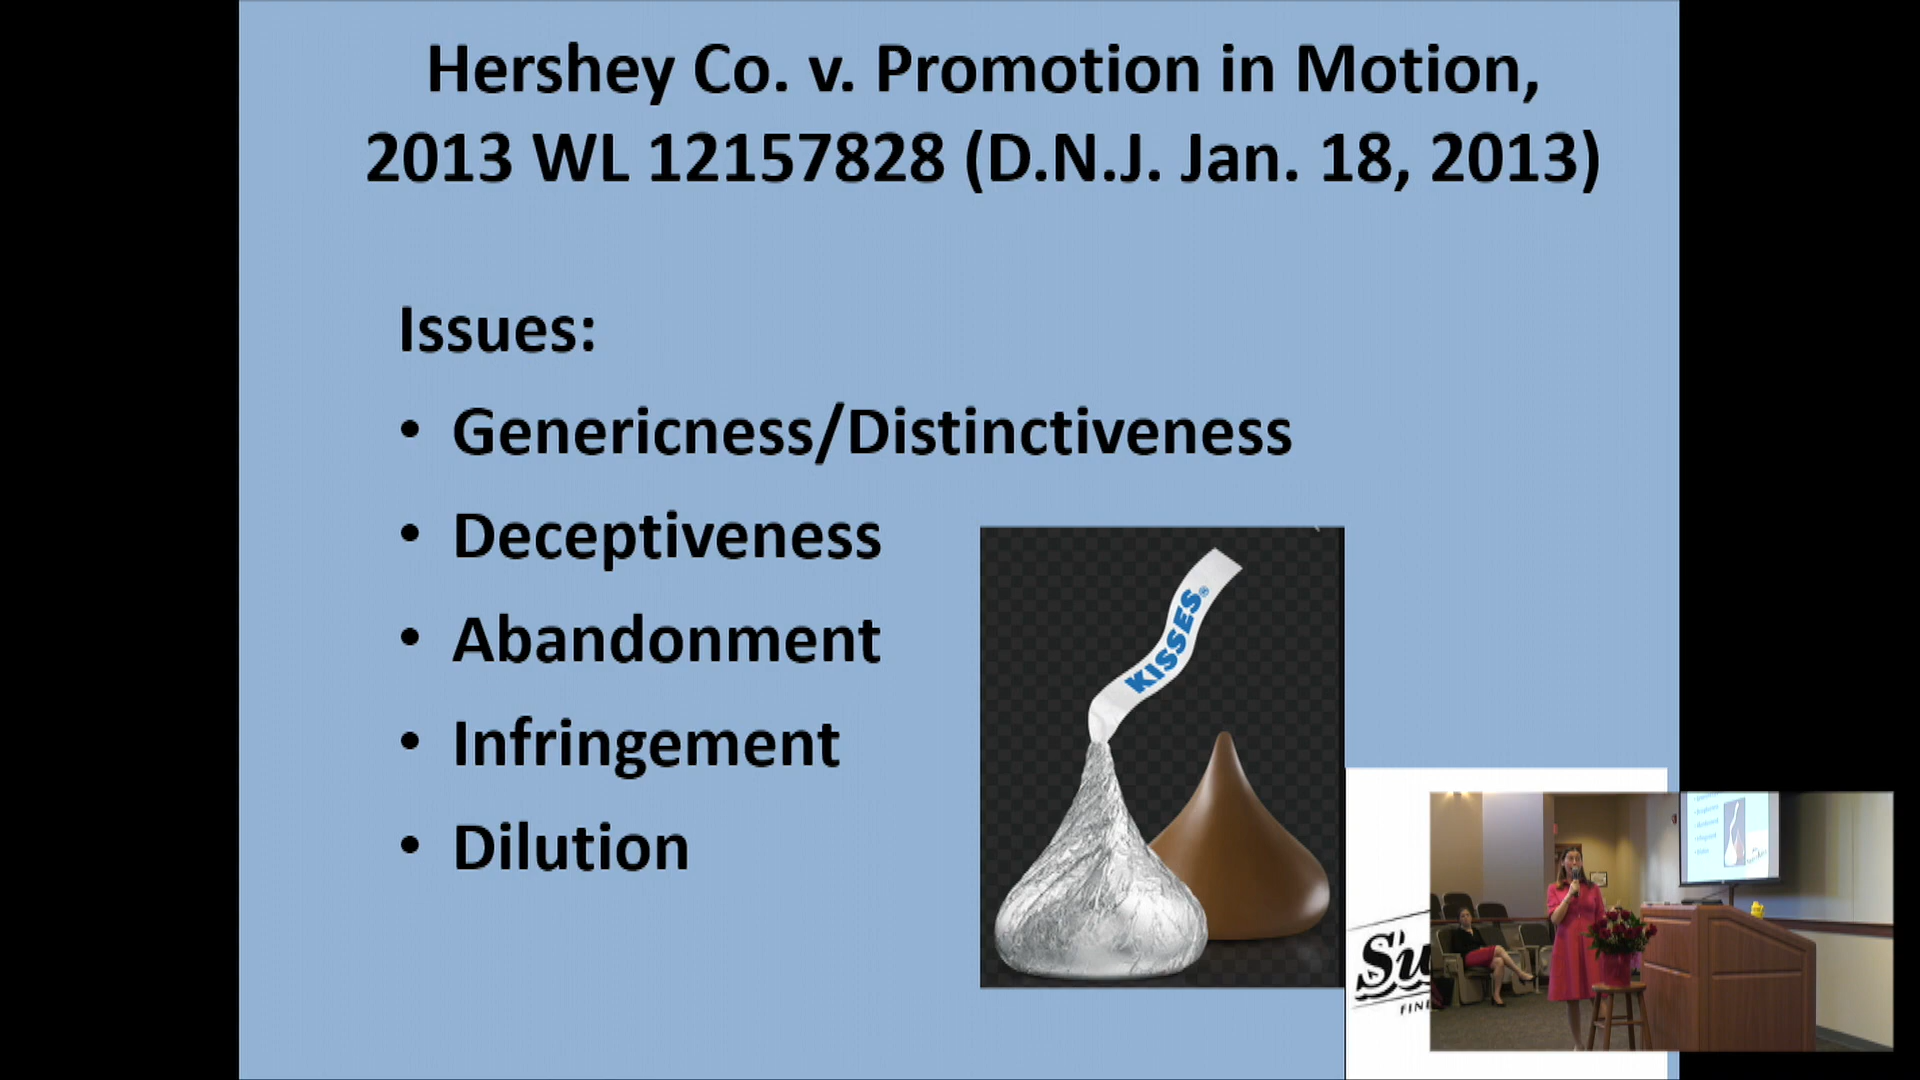 Hershey Co. v. Promotion in Motion,
2013 WL 12157828 (D.N.J. Jan. 18, 2013)
Issues:
• Genericness/Distinctiveness
• Deceptiveness
• Abandonment
• Infringement
• Dilution
KISSES®